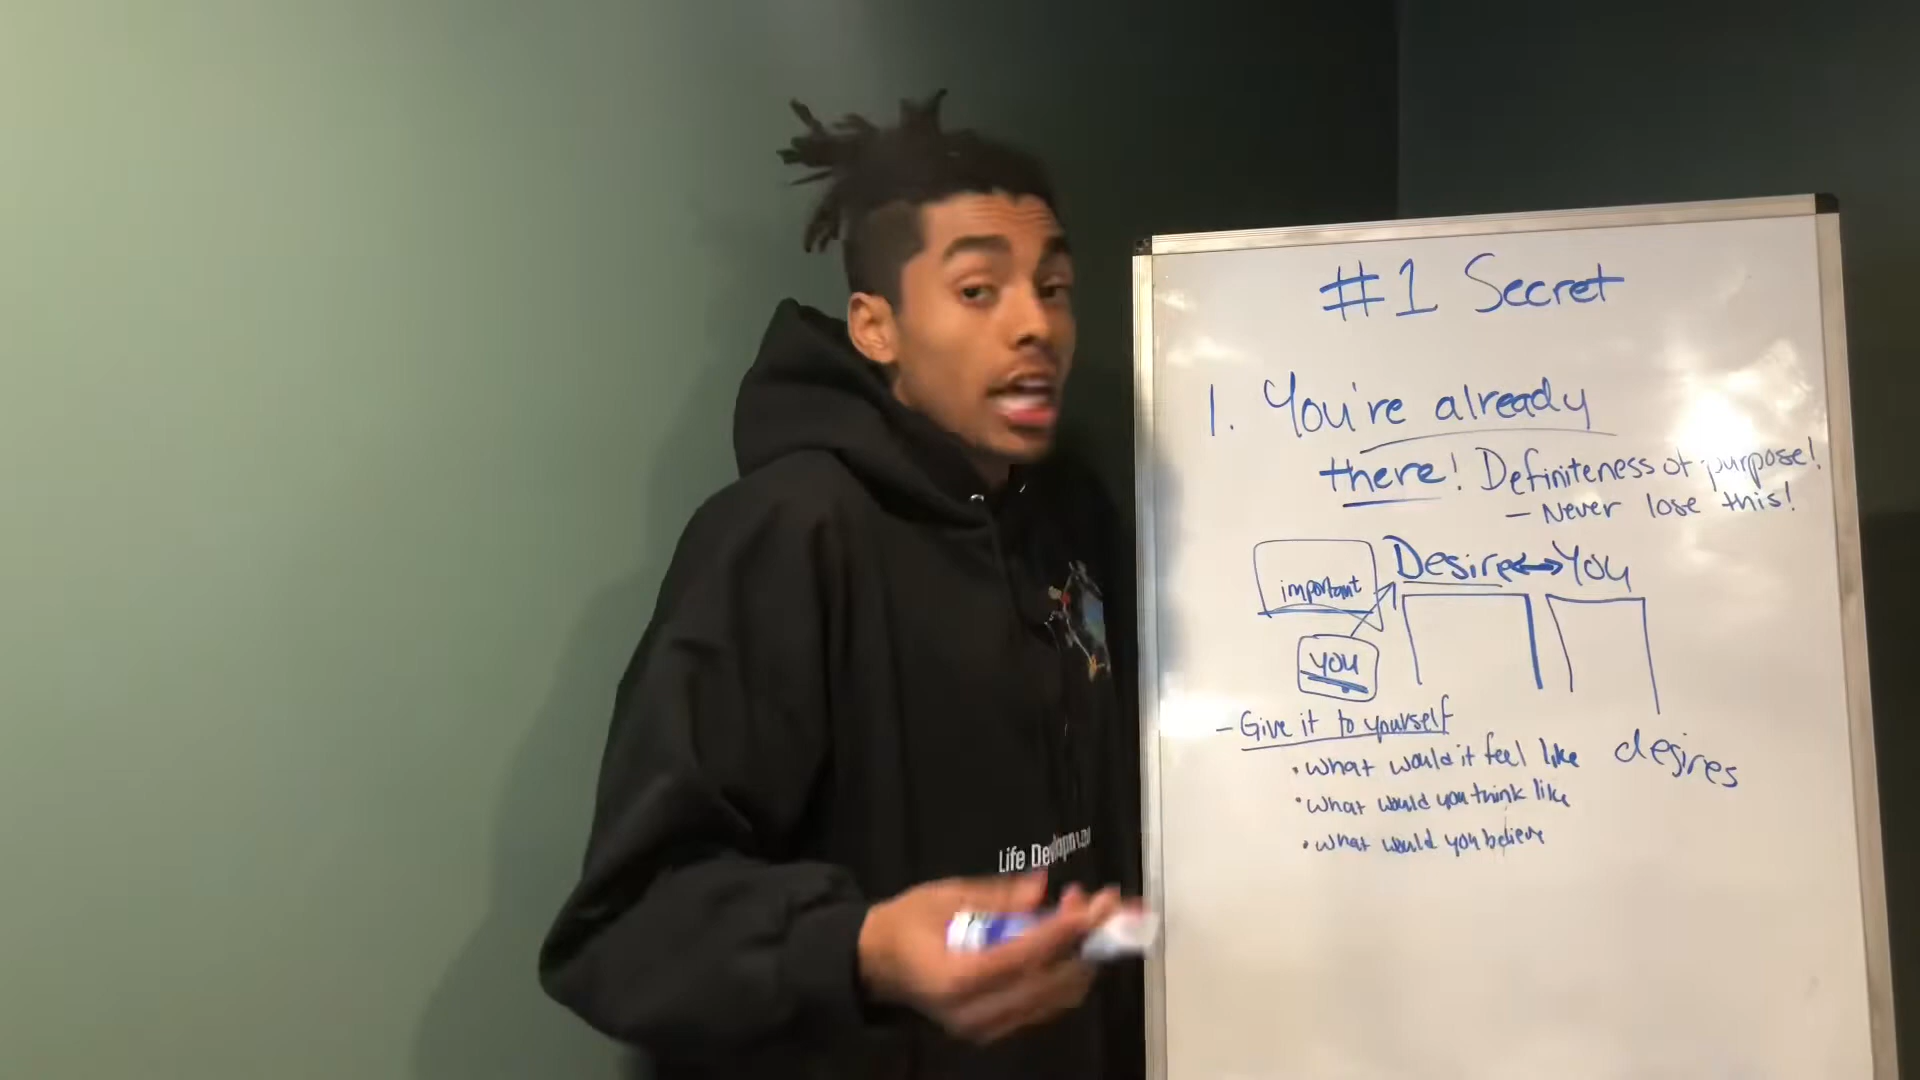 #1 Secret
1. You're already
there! Definiteness of purpose!
- Never lose this!
important
Desire↔You
you
- Give it to yourself
• what would it feel like
desires
• what would you think like
• what would you believe
Life Development